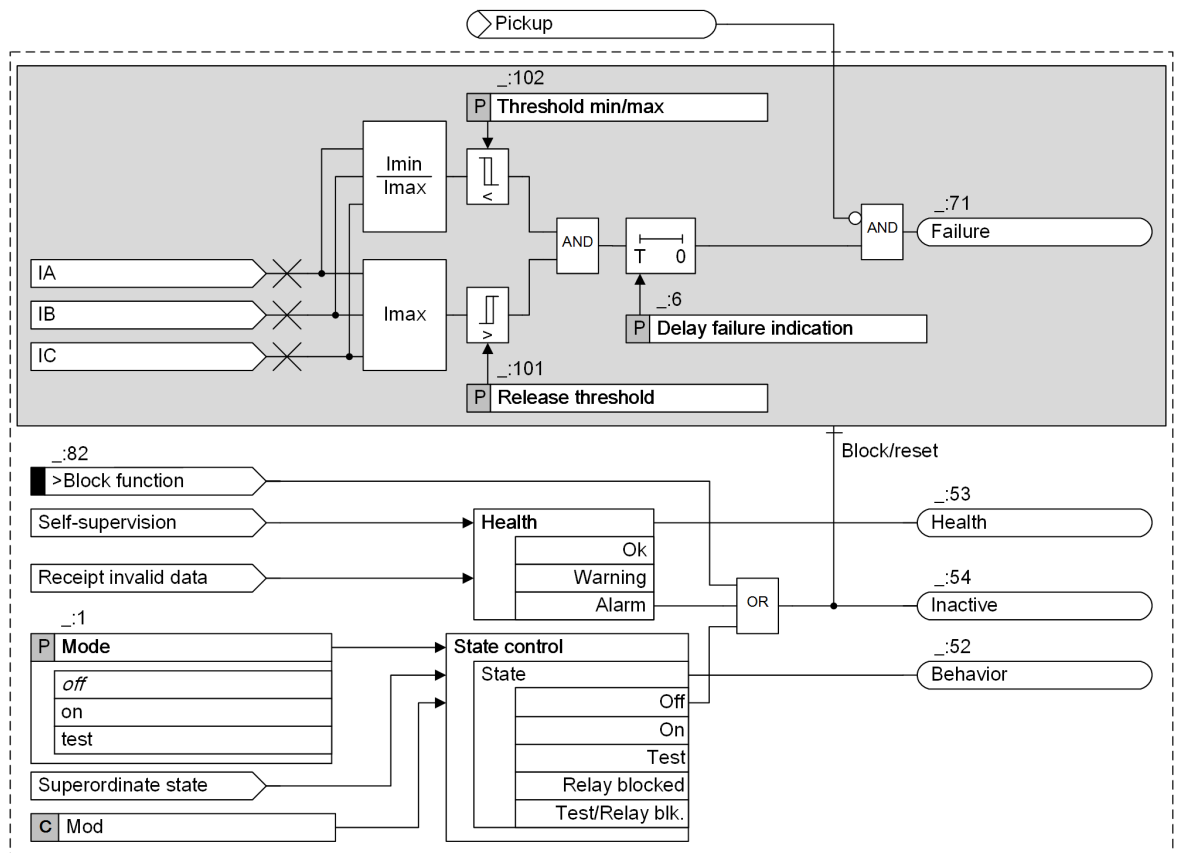 Pickup
_:102
P Threshold min/max
Imin
Imax
<
AND
T 0
AND
_:71
Failure
IA
IB
IC
Imax
>
_:6
P Delay failure indication
_:101
P Release threshold
Block/reset
_:82
>Block function
Self-supervision
Receipt invalid data
Health
Ok
Warning
Alarm
OR
_:53
Health
_:54
Inactive
_:52
Behavior
_:1
P Mode
off
on
test
Superordinate state
C Mod
State control
State
Off
On
Test
Relay blocked
Test/Relay blk.